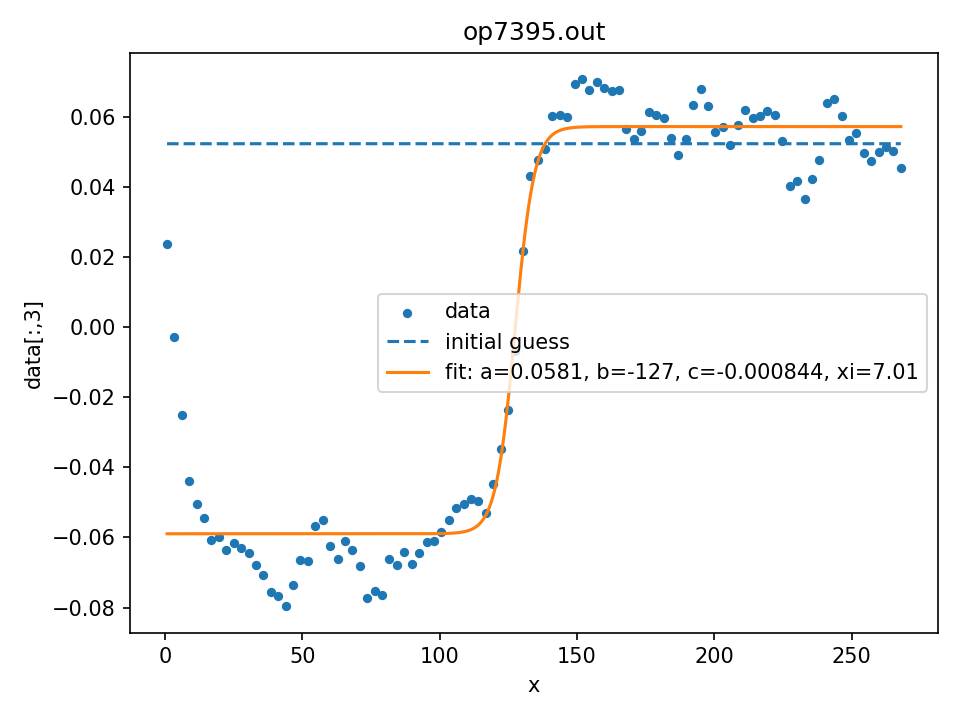 op7395.out
0.06
0.04
0.02
0.00
−0.02
−0.04
−0.06
−0.08
data[:,3]
data
initial guess
fit: a=0.0581, b=-127, c=-0.000844, xi=7.01
0 50 100 150 200 250
x